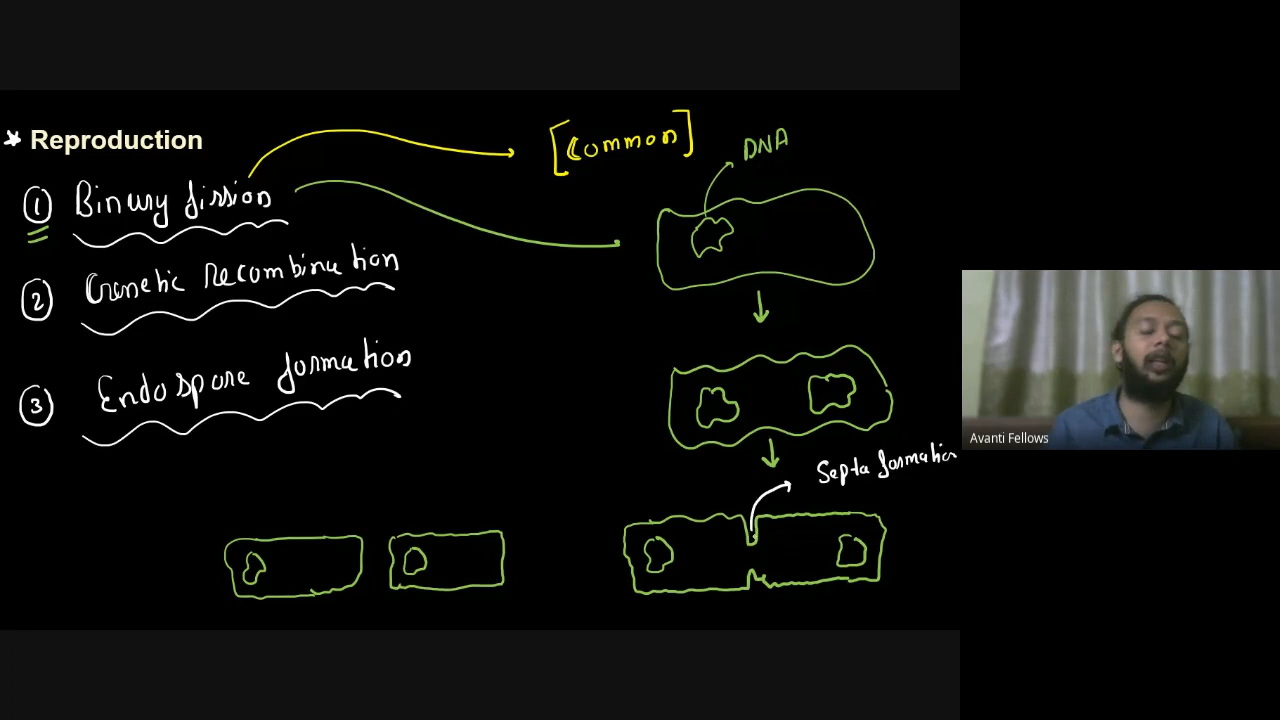 * Reproduction
[Common]
DNA
1 Binary fission
2 Genetic recombination
3 Endospore formation
Septa formation
Avanti Fellows